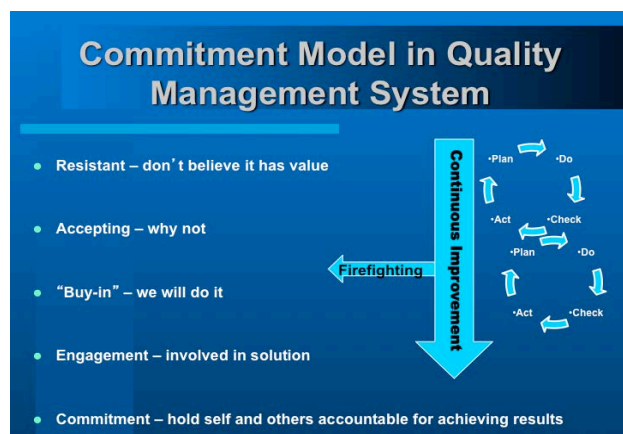 Commitment Model in Quality
Management System
• Resistant – don’t believe it has value
• Accepting – why not
• “Buy-in” – we will do it
• Engagement – involved in solution
• Commitment – hold self and others accountable for achieving results
Firefighting
Continuous Improvement
•Plan
•Do
•Act
•Check
•Plan
•Do
•Act
•Check